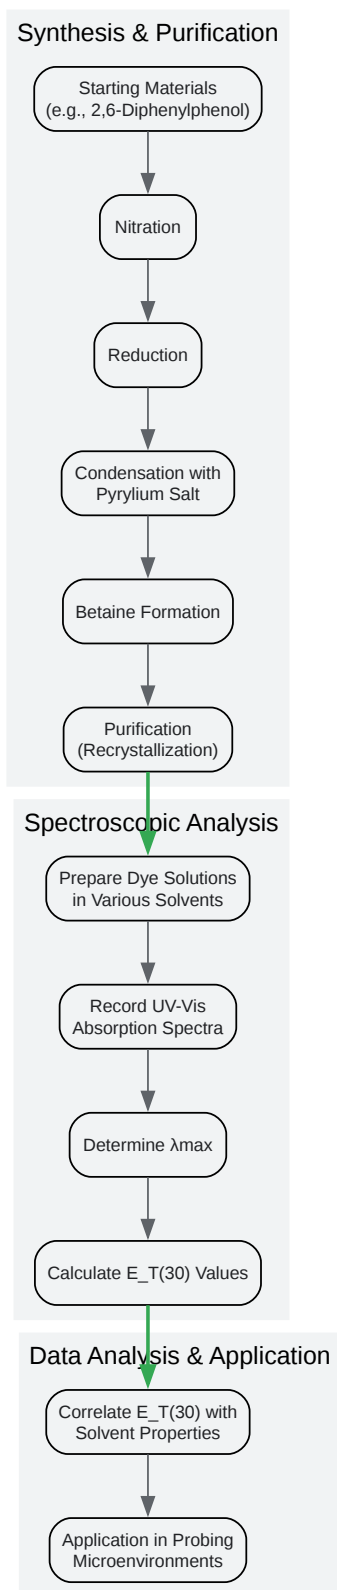 Synthesis & Purification
Starting Materials
(e.g., 2,6-Diphenylphenol)
Nitration
Reduction
Condensation with
Pyrylium Salt
Betaine Formation
Purification
(Recrystallization)
Spectroscopic Analysis
Prepare Dye Solutions
in Various Solvents
Record UV-Vis
Absorption Spectra
Determine λmax
Calculate E_T(30) Values
Data Analysis & Application
Correlate E_T(30) with
Solvent Properties
Application in Probing
Microenvironments